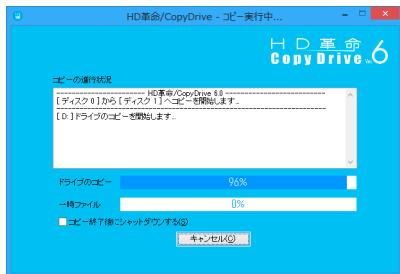 HD革命/CopyDrive - コピー実行中...
HD革命
Copy Drive Ver.6
コピーの進行状況
------------------------ HD革命/CopyDrive 6.0 ---------------------------
[ディスク 0]から[ディスク 1]へコピーを開始します...
[D:]ドライブのコピーを開始します...
ドライブのコピー 96%
一時ファイル 0%
コピー終了後にシャットダウンする(S)
キャンセル(C)